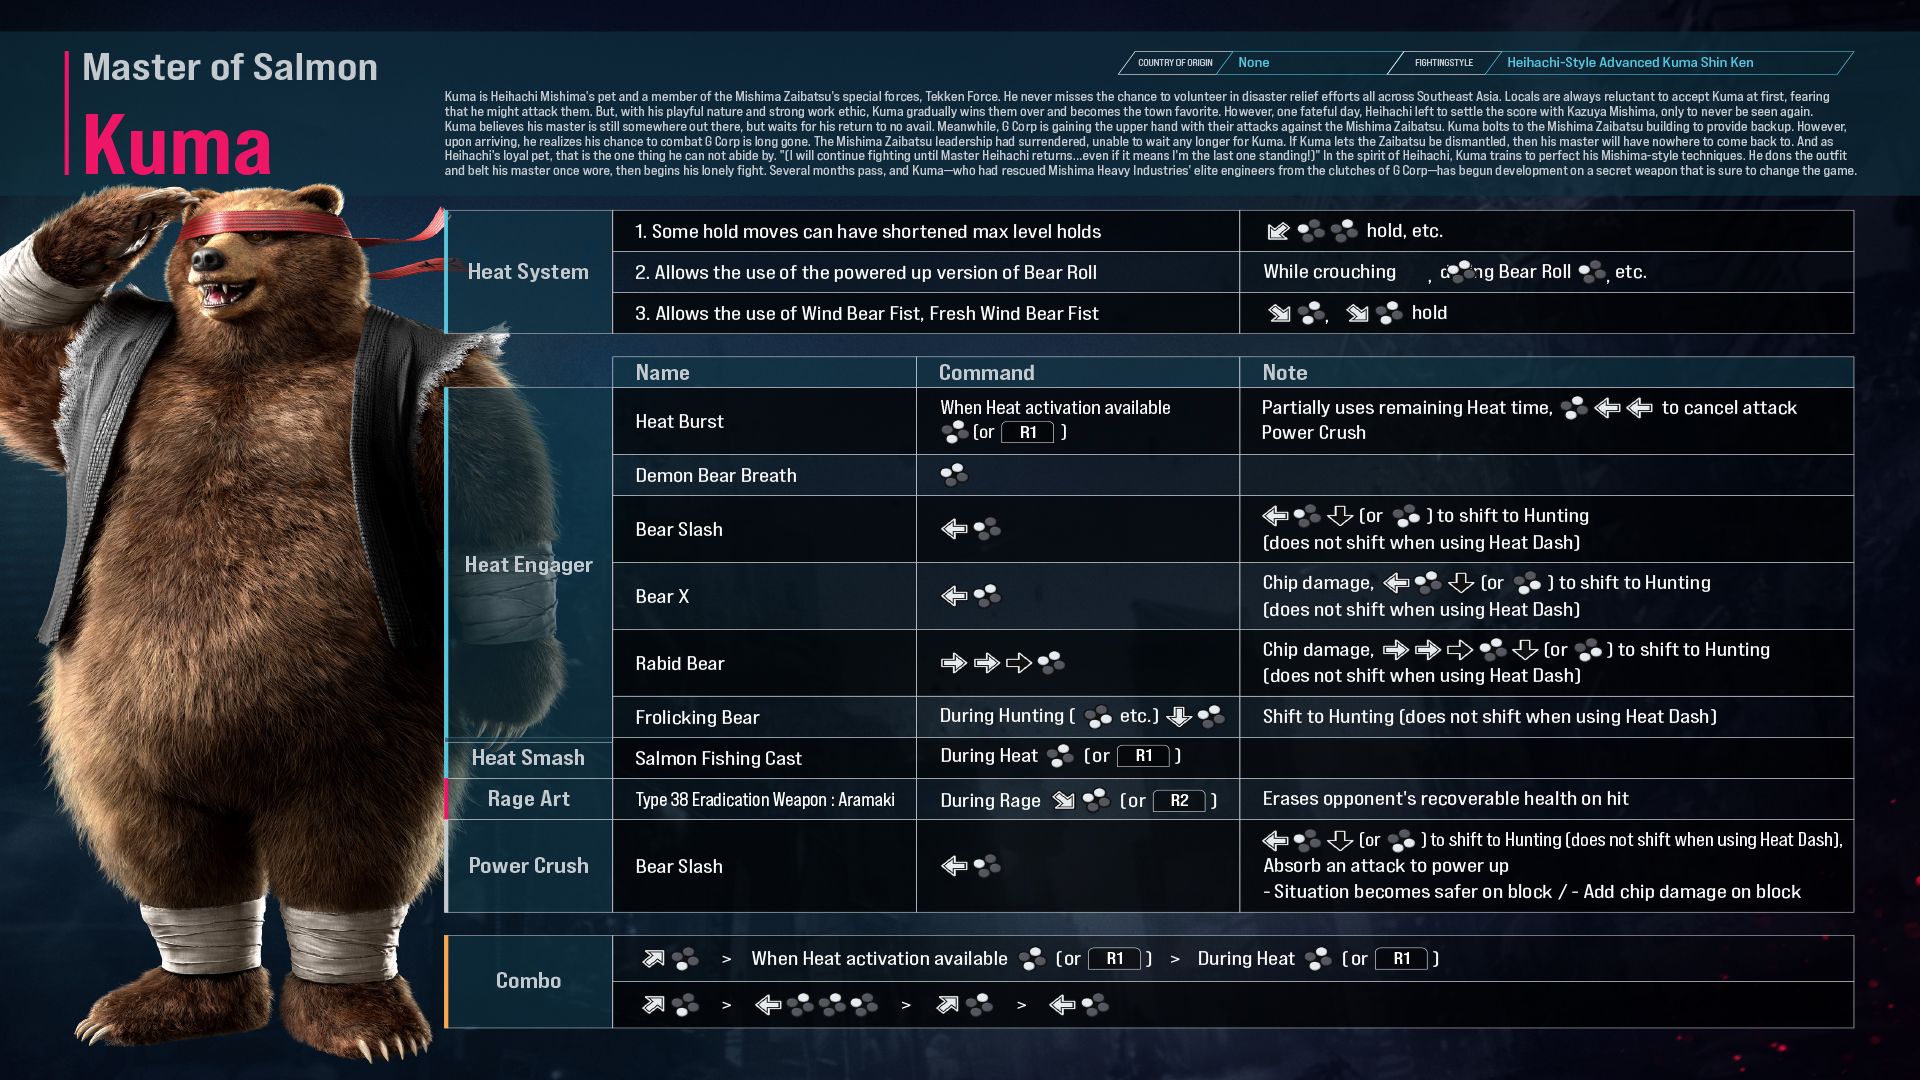 Master of Salmon
Kuma
COUNTRY OF ORIGIN None FIGHTINGSTYLE Heihachi-Style Advanced Kuma Shin Ken
Kuma is Heihachi Mishima's pet and a member of the Mishima Zaibatsu's special forces, Tekken Force. He never misses the chance to volunteer in disaster relief efforts all across Southeast Asia. Locals are always reluctant to accept Kuma at first, fearing
that he might attack them. But, with his playful nature and strong work ethic, Kuma gradually wins them over and becomes the town favorite. However, one fateful day, Heihachi left to settle the score with Kazuya Mishima, only to never be seen again.
Kuma believes his master is still somewhere out there, but waits for his return to no avail. Meanwhile, G Corp is gaining the upper hand with their attacks against the Mishima Zaibatsu. Kuma bolts to the Mishima Zaibatsu building to provide backup. However,
upon arriving, he realizes his chance to combat G Corp is long gone. The Mishima Zaibatsu leadership had surrendered, unable to wait any longer for Kuma. If Kuma lets the Zaibatsu be dismantled, then his master will have nowhere to come back to. And as
Heihachi's loyal pet, that is the one thing he can not abide by. "(I will continue fighting until Master Heihachi returns...even if it means I'm the last one standing!)" In the spirit of Heihachi, Kuma trains to perfect his Mishima-style techniques. He dons the outfit
and belt his master once wore, then begins his lonely fight. Several months pass, and Kuma—who had rescued Mishima Heavy Industries' elite engineers from the clutches of G Corp—has begun development on a secret weapon that is sure to change the game.
Heat System
1. Some hold moves can have shortened max level holds hold, etc.
2. Allows the use of the powered up version of Bear Roll While crouching , d ng Bear Roll , etc.
3. Allows the use of Wind Bear Fist, Fresh Wind Bear Fist , hold
Name Command Note
Heat Engager
Heat Burst
When Heat activation available
(or R1 )
Partially uses remaining Heat time, to cancel attack
Power Crush
Demon Bear Breath
Bear Slash
(or ) to shift to Hunting
(does not shift when using Heat Dash)
Bear X
Chip damage, (or ) to shift to Hunting
(does not shift when using Heat Dash)
Rabid Bear
Chip damage, (or ) to shift to Hunting
(does not shift when using Heat Dash)
Frolicking Bear During Hunting ( etc.) Shift to Hunting (does not shift when using Heat Dash)
Heat Smash Salmon Fishing Cast During Heat (or R1 )
Rage Art Type 38 Eradication Weapon : Aramaki During Rage (or R2 ) Erases opponent's recoverable health on hit
Power Crush
Bear Slash
(or ) to shift to Hunting (does not shift when using Heat Dash),
Absorb an attack to power up
- Situation becomes safer on block / - Add chip damage on block
Combo
> When Heat activation available (or R1 ) > During Heat (or R1 )
> > >